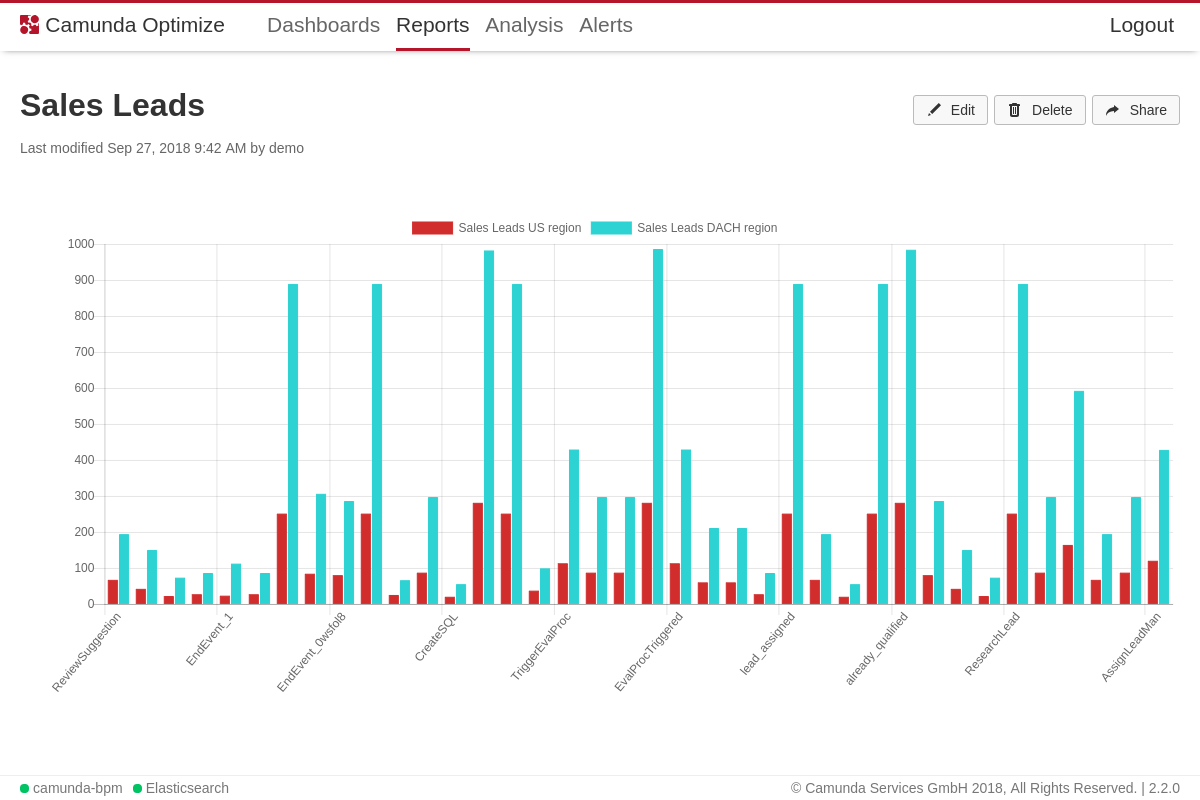 Camunda Optimize Dashboards Reports Analysis Alerts Logout
Sales Leads
Edit Delete Share
Last modified Sep 27, 2018 9:42 AM by demo
Sales Leads US region Sales Leads DACH region
1000
900
800
700
600
500
400
300
200
100
0
ReviewSuggestion
EndEvent_1
EndEvent_0wsfol8
CreateSQL
TriggerEvalProc
EvalProcTriggered
lead_assigned
already_qualified
ResearchLead
AssignLeadMan
camunda-bpm Elasticsearch © Camunda Services GmbH 2018, All Rights Reserved. | 2.2.0